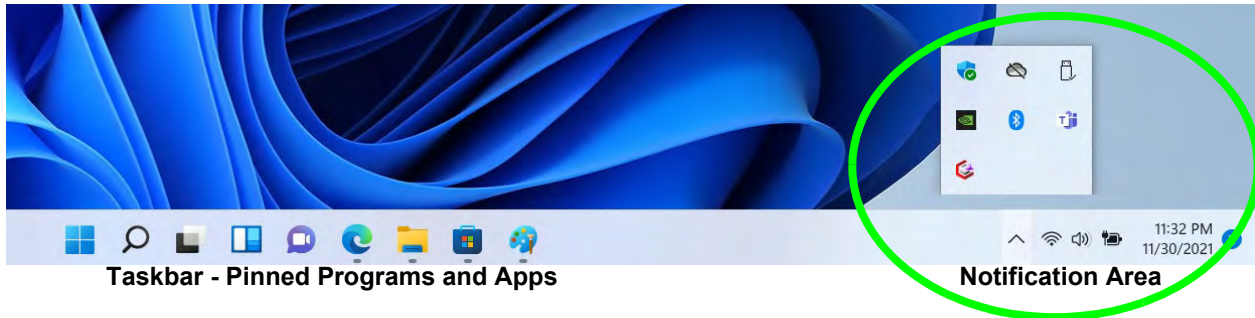 11:32 PM
11/30/2021
Taskbar - Pinned Programs and Apps
Notification Area